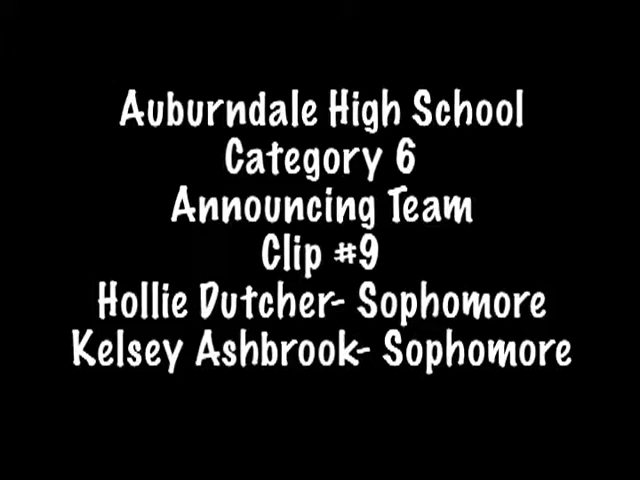 Auburndale High School
Category 6
Announcing Team
Clip #9
Hollie Dutcher- Sophomore
Kelsey Ashbrook- Sophomore